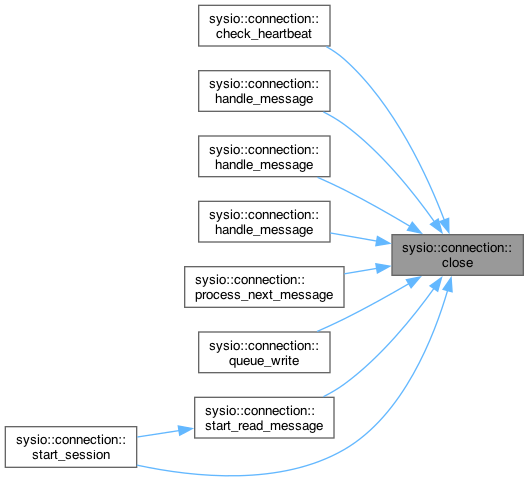 sysio::connection::
check_heartbeat
sysio::connection::
handle_message
sysio::connection::
handle_message
sysio::connection::
handle_message
sysio::connection::
close
sysio::connection::
process_next_message
sysio::connection::
queue_write
sysio::connection::
start_read_message
sysio::connection::
start_session